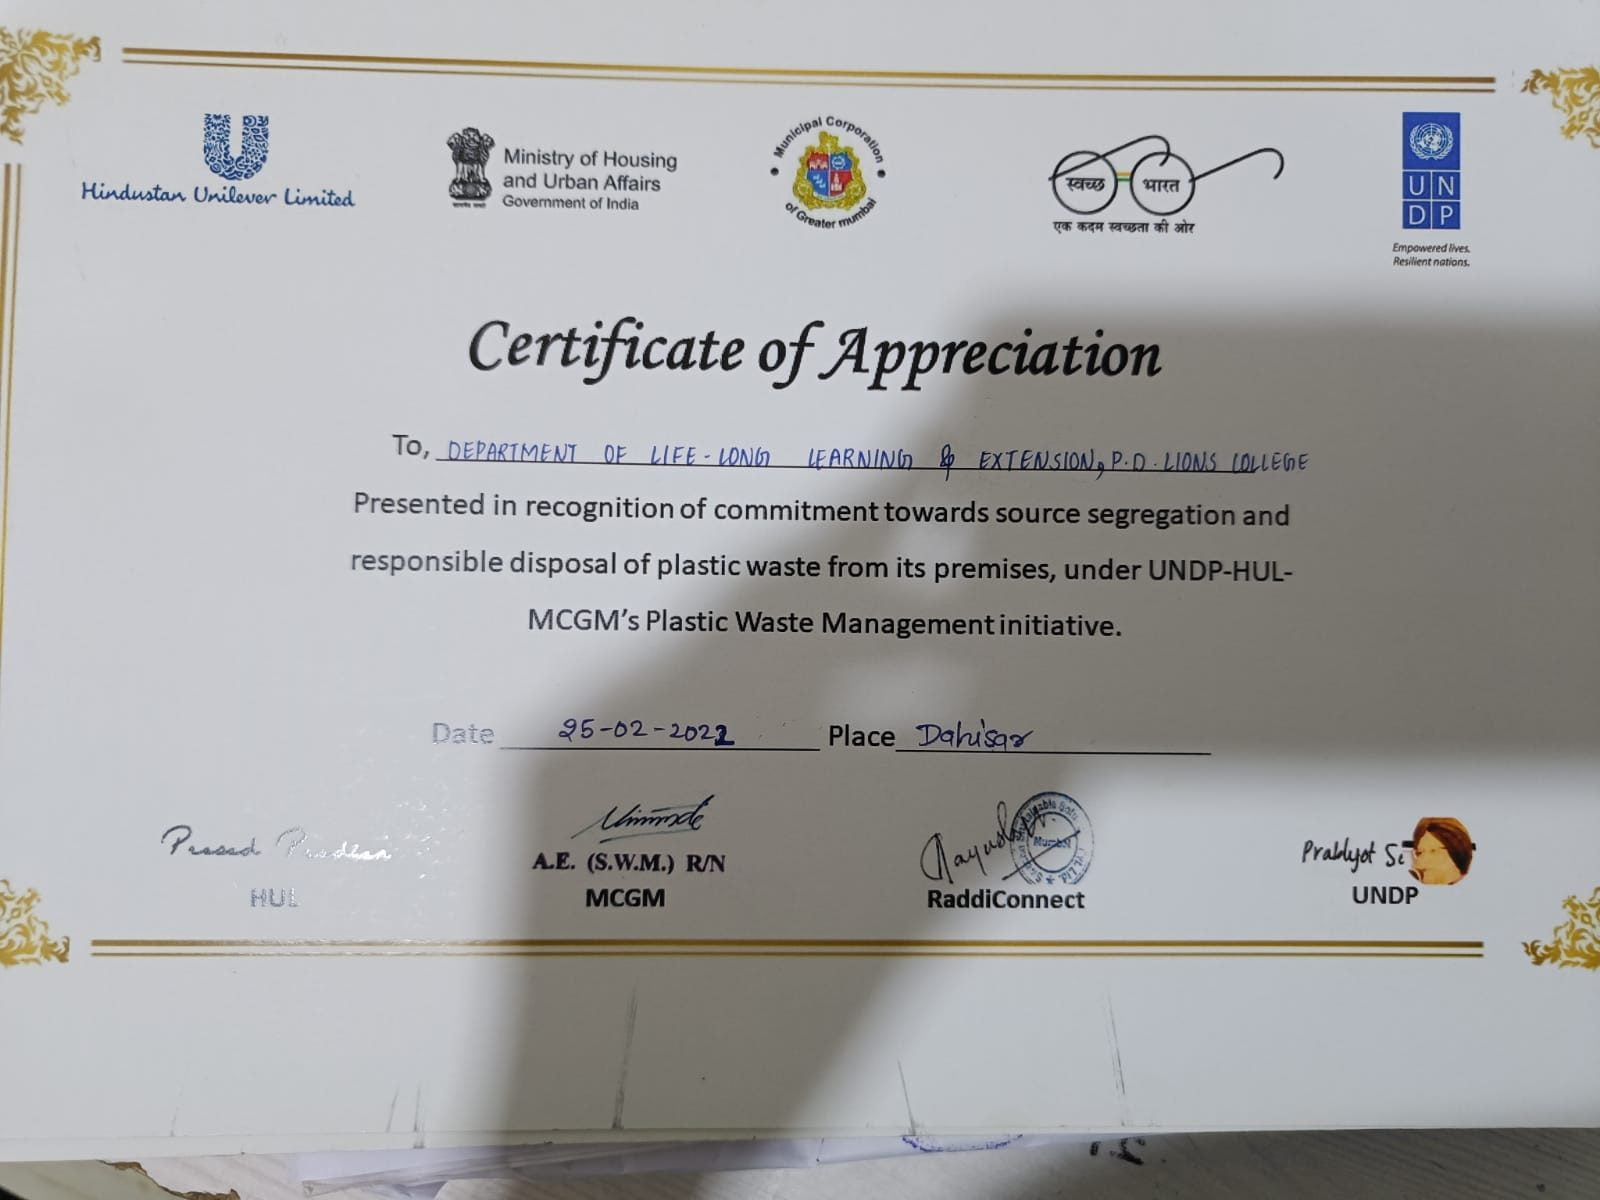 U
Hindustan Unilever Limited
Ministry of Housing
and Urban Affairs
Government of India
Municipal Corporation
of Greater mumbai
स्वच्छ भारत
एक कदम स्वच्छता की ओर
U N
D P
Empowered lives.
Resilient nations.
Certificate of Appreciation
To, DEPARTMENT OF LIFE-LONG LEARNING & EXTENSION, P.D. LIONS COLLEGE
Presented in recognition of commitment towards source segregation and
responsible disposal of plastic waste from its premises, under UNDP-HUL-
MCGM's Plastic Waste Management initiative.
Date 25-02-2022 Place Dahisar
Prasad
HUL
A.E. (S.W.M.) R/N
MCGM
Mumbai
RaddiConnect
Prabhjot
UNDP